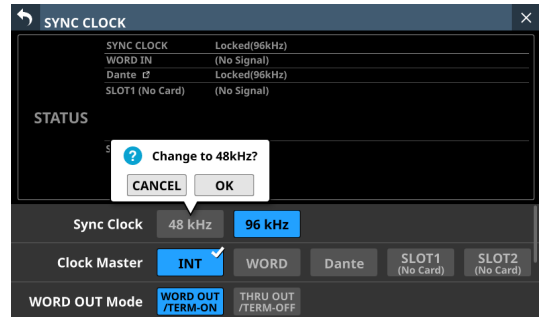 SYNC CLOCK
SYNC CLOCK Locked(96kHz)
WORD IN (No Signal)
Dante Locked(96kHz)
SLOT1 (No Card) (No Signal)
STATUS
S
Change to 48kHz?
CANCEL OK
Sync Clock 48 kHz 96 kHz
Clock Master INT WORD Dante SLOT1 (No Card) SLOT2 (No Card)
WORD OUT Mode WORD OUT /TERM-ON THRU OUT /TERM-OFF